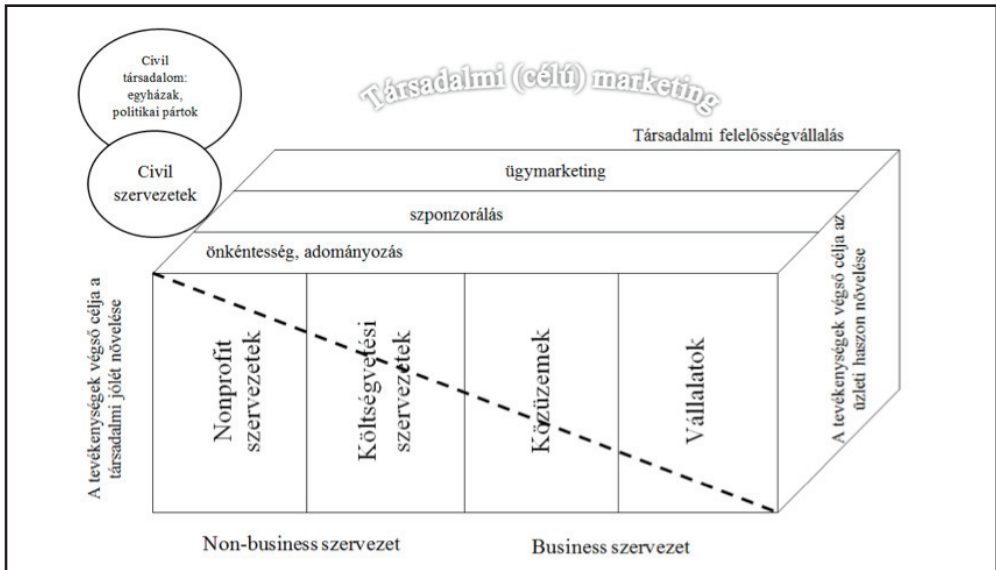 Civil
társadalom:
egyházak,
politikai pártok
Civil
szervezetek
Társadalmi (célú) marketing
Társadalmi felelősségvállalás
ügymarketing
szponzorálás
önkéntesség, adományozás
A tevékenységek végső célja a
társadalmi jólét növelése
Nonprofit
szervezetek
Költségvetési
szervezetek
Közüzemek
Vállalatok
A tevékenységek végső célja az
üzleti haszon növelése
Non-business szervezet
Business szervezet